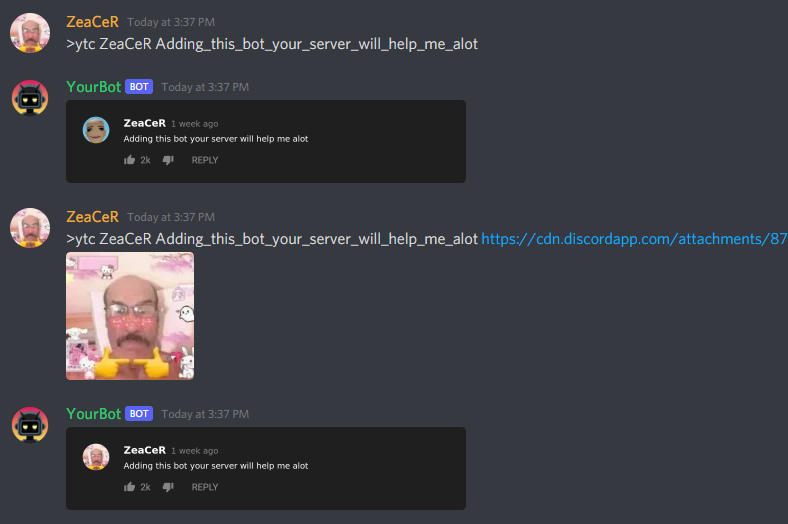 ZeaCeR Today at 3:37 PM
>ytc ZeaCeR Adding_this_bot_your_server_will_help_me_alot
YourBot BOT Today at 3:37 PM
ZeaCeR 1 week ago
Adding this bot your server will help me alot
2k REPLY
ZeaCeR Today at 3:37 PM
>ytc ZeaCeR Adding_this_bot_your_server_will_help_me_alot https://cdn.discordapp.com/attachments/87
YourBot BOT Today at 3:37 PM
ZeaCeR 1 week ago
Adding this bot your server will help me alot
2k REPLY